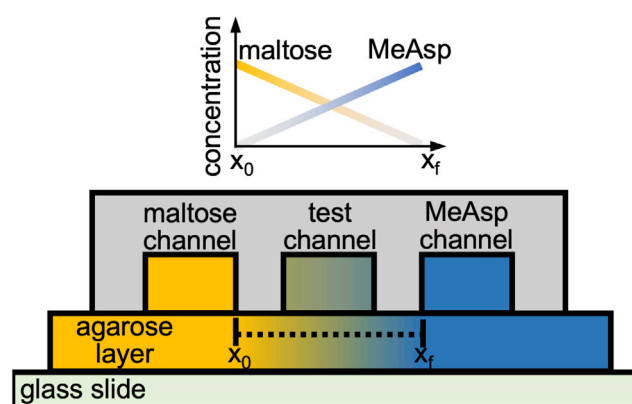 concentration
maltose
MeAsp
x0
xf
maltose
channel
test
channel
MeAsp
channel
agarose
layer
x0
xf
glass slide